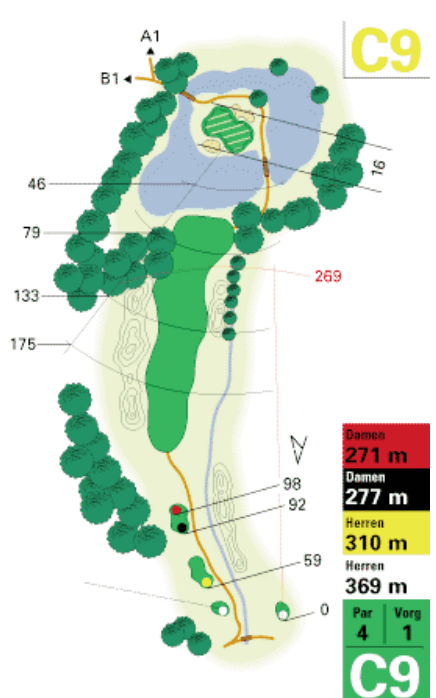 A1
C9
B1
16
46
79
269
133
175
Damen
271 m
98
Damen
277 m
92
Herren
310 m
N
59
Herren
369 m
0
Par
4
Vorg
1
C9